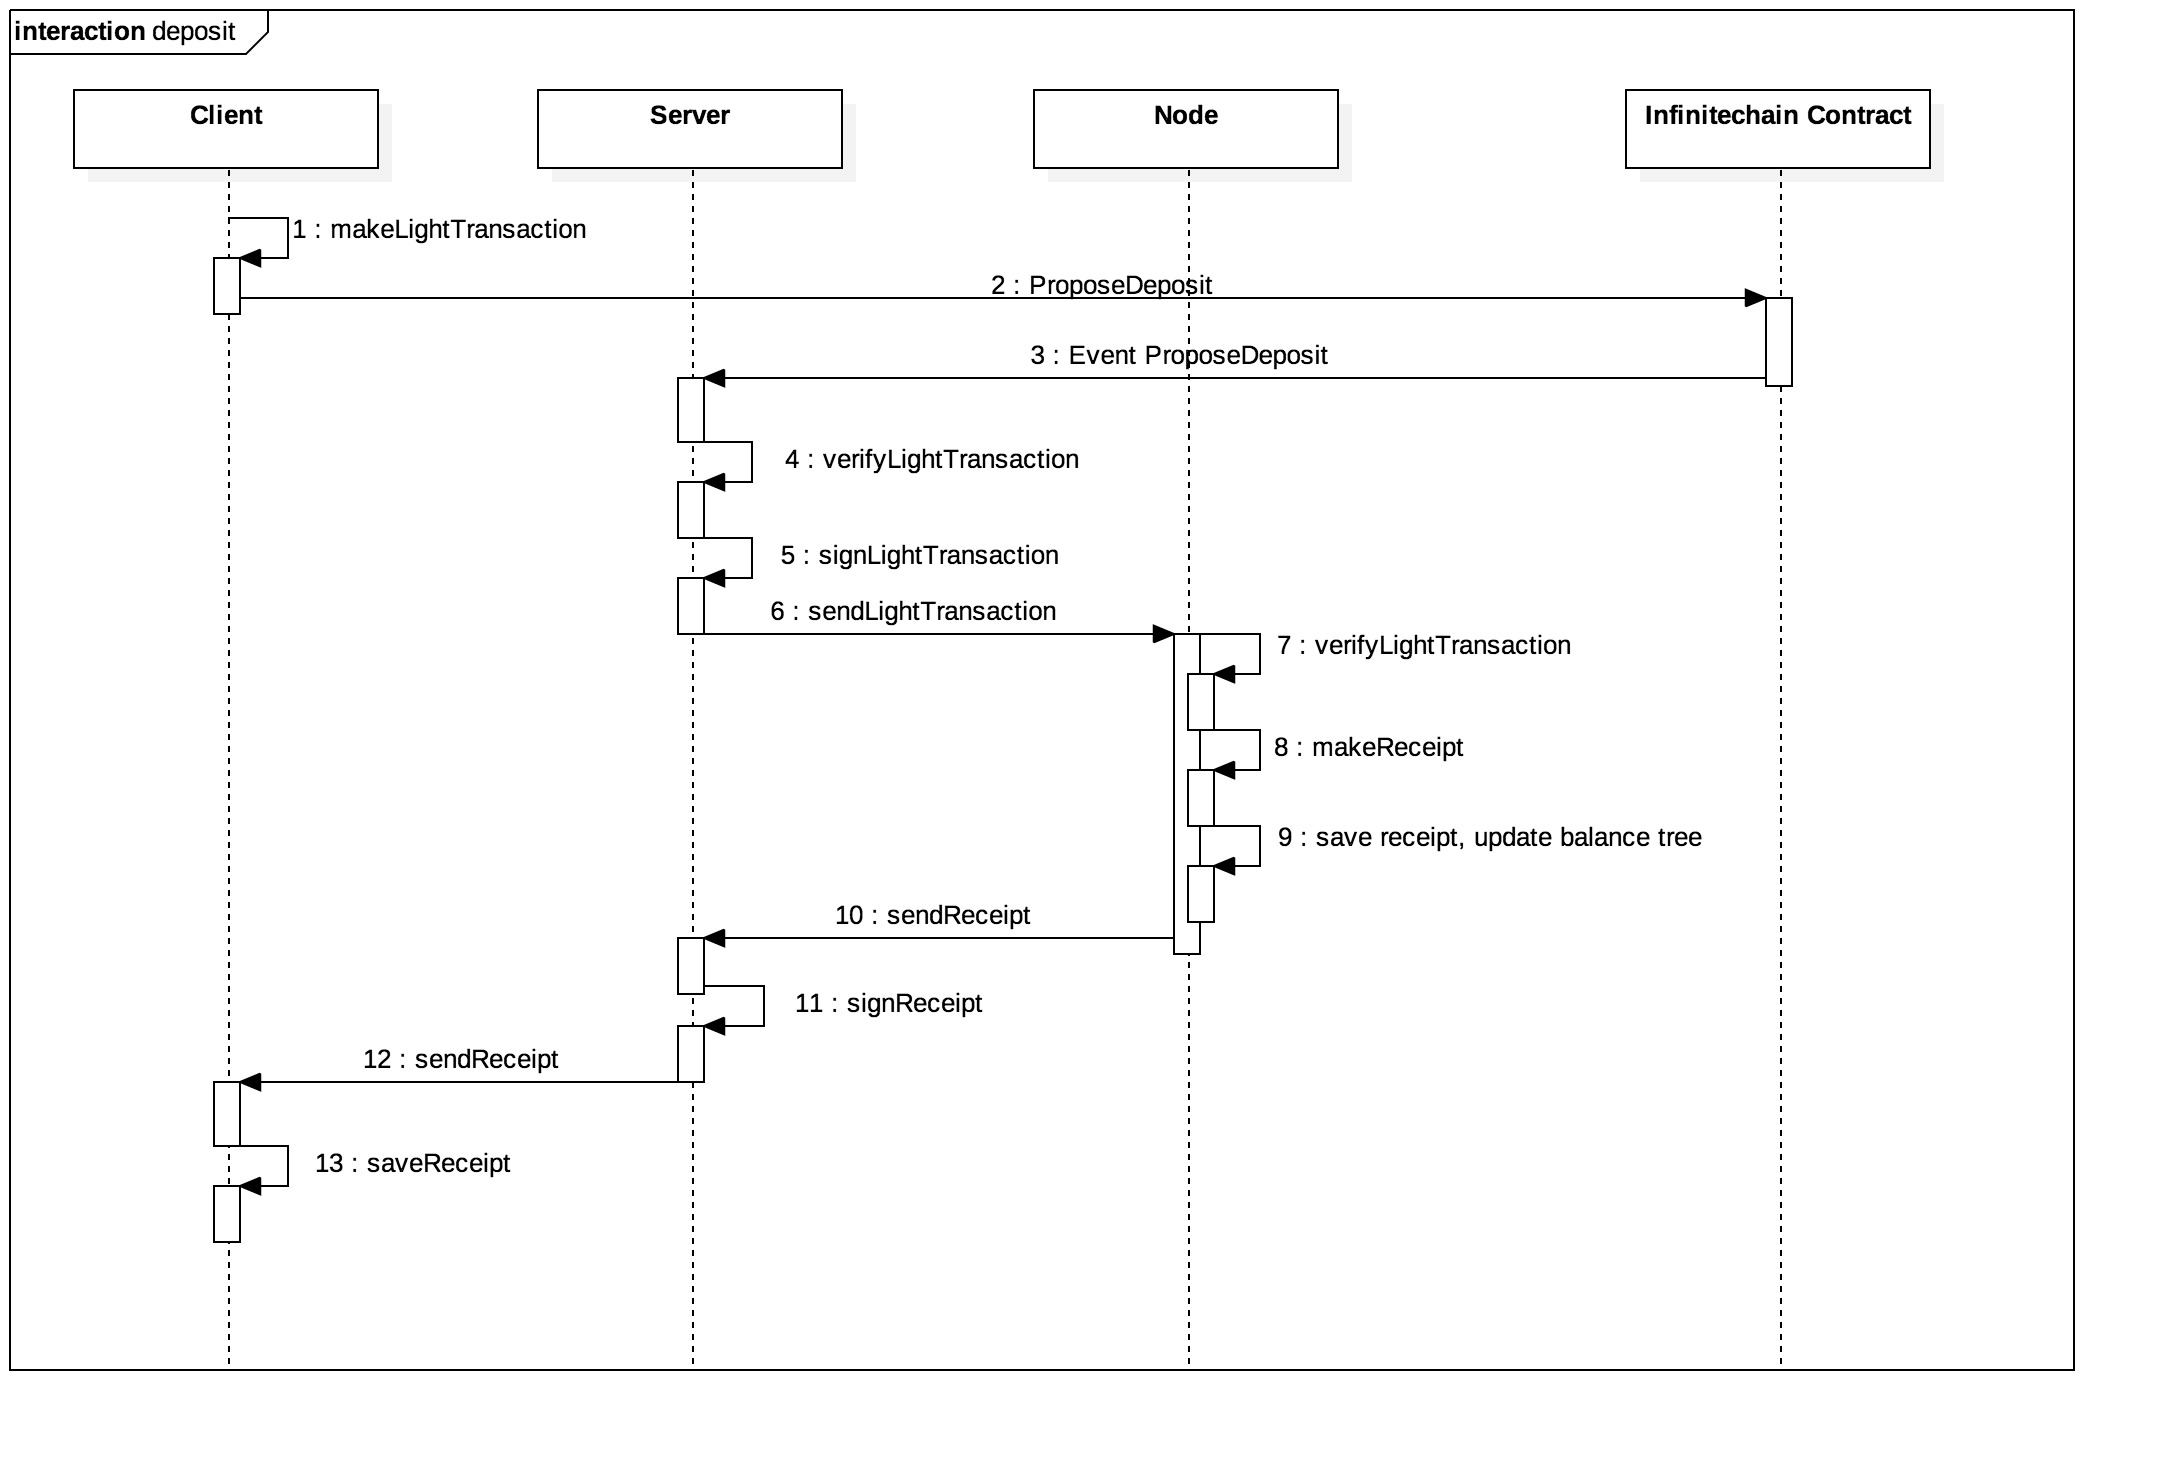 interaction deposit
Client
Server
Node
Infinitechain Contract
1 : makeLightTransaction
2 : ProposeDeposit
3 : Event ProposeDeposit
4 : verifyLightTransaction
5 : signLightTransaction
6 : sendLightTransaction
7 : verifyLightTransaction
8 : makeReceipt
9 : save receipt, update balance tree
10 : sendReceipt
11 : signReceipt
12 : sendReceipt
13 : saveReceipt